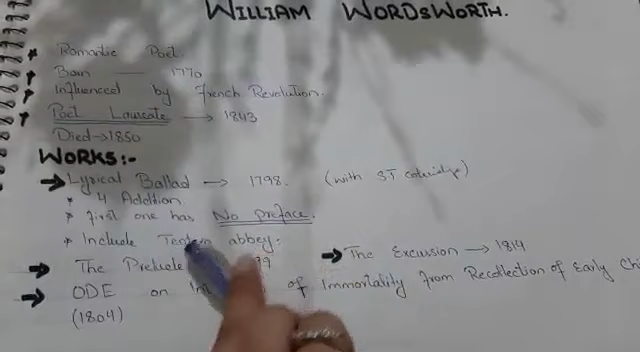 WILLIAM WORDSWORTH.
Romantic Poet.
Born — 1770
Influenced by French Revolution.
Poet Laureate → 1843
Died→1850
WORKS:-
Lyrical Ballad → 1798. (with ST
* 4 Addition
* first one has No preface.
* Include abbey:
The Prelude
The Excursion → 1814
ODE on of Immortality from Recollection of Early
(1804)